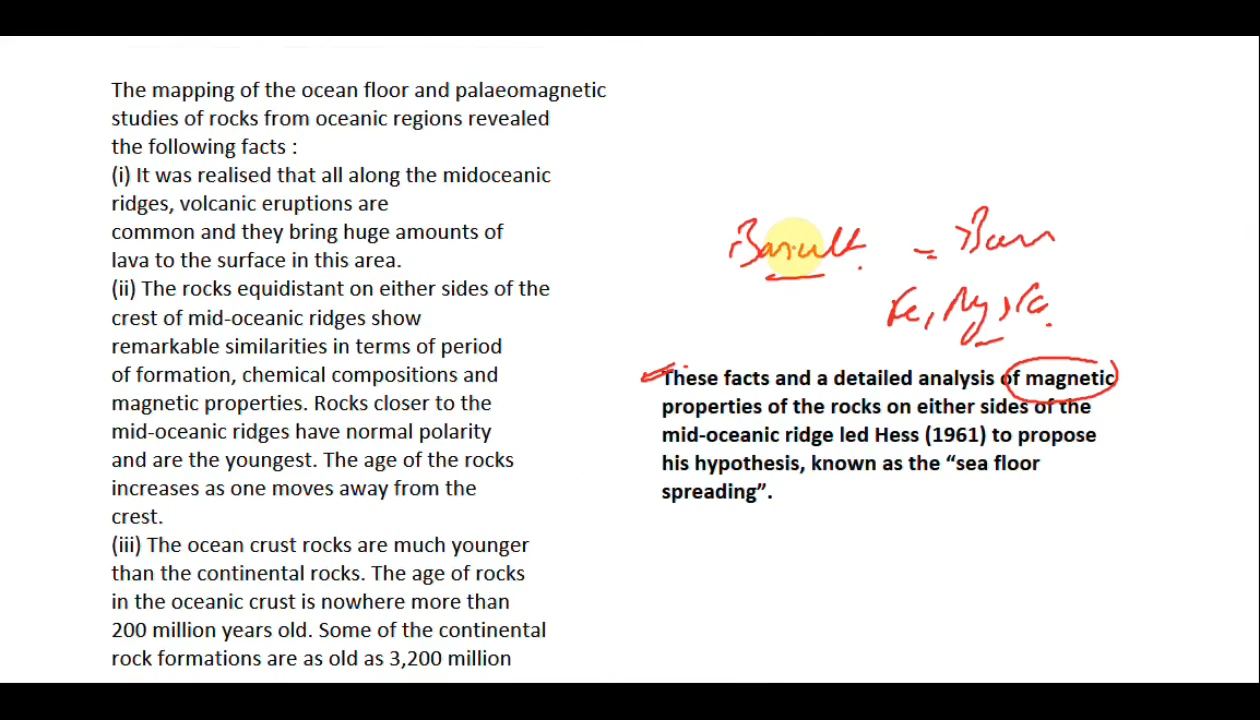 The mapping of the ocean floor and palaeomagnetic
studies of rocks from oceanic regions revealed
the following facts :
(i) It was realised that all along the midoceanic
ridges, volcanic eruptions are
common and they bring huge amounts of
lava to the surface in this area.
(ii) The rocks equidistant on either sides of the
crest of mid-oceanic ridges show
remarkable similarities in terms of period
of formation, chemical compositions and
magnetic properties. Rocks closer to the
mid-oceanic ridges have normal polarity
and are the youngest. The age of the rocks
increases as one moves away from the
crest.
(iii) The ocean crust rocks are much younger
than the continental rocks. The age of rocks
in the oceanic crust is nowhere more than
200 million years old. Some of the continental
rock formations are as old as 3,200 million
These facts and a detailed analysis of magnetic
properties of the rocks on either sides of the
mid-oceanic ridge led Hess (1961) to propose
his hypothesis, known as the “sea floor
spreading”.